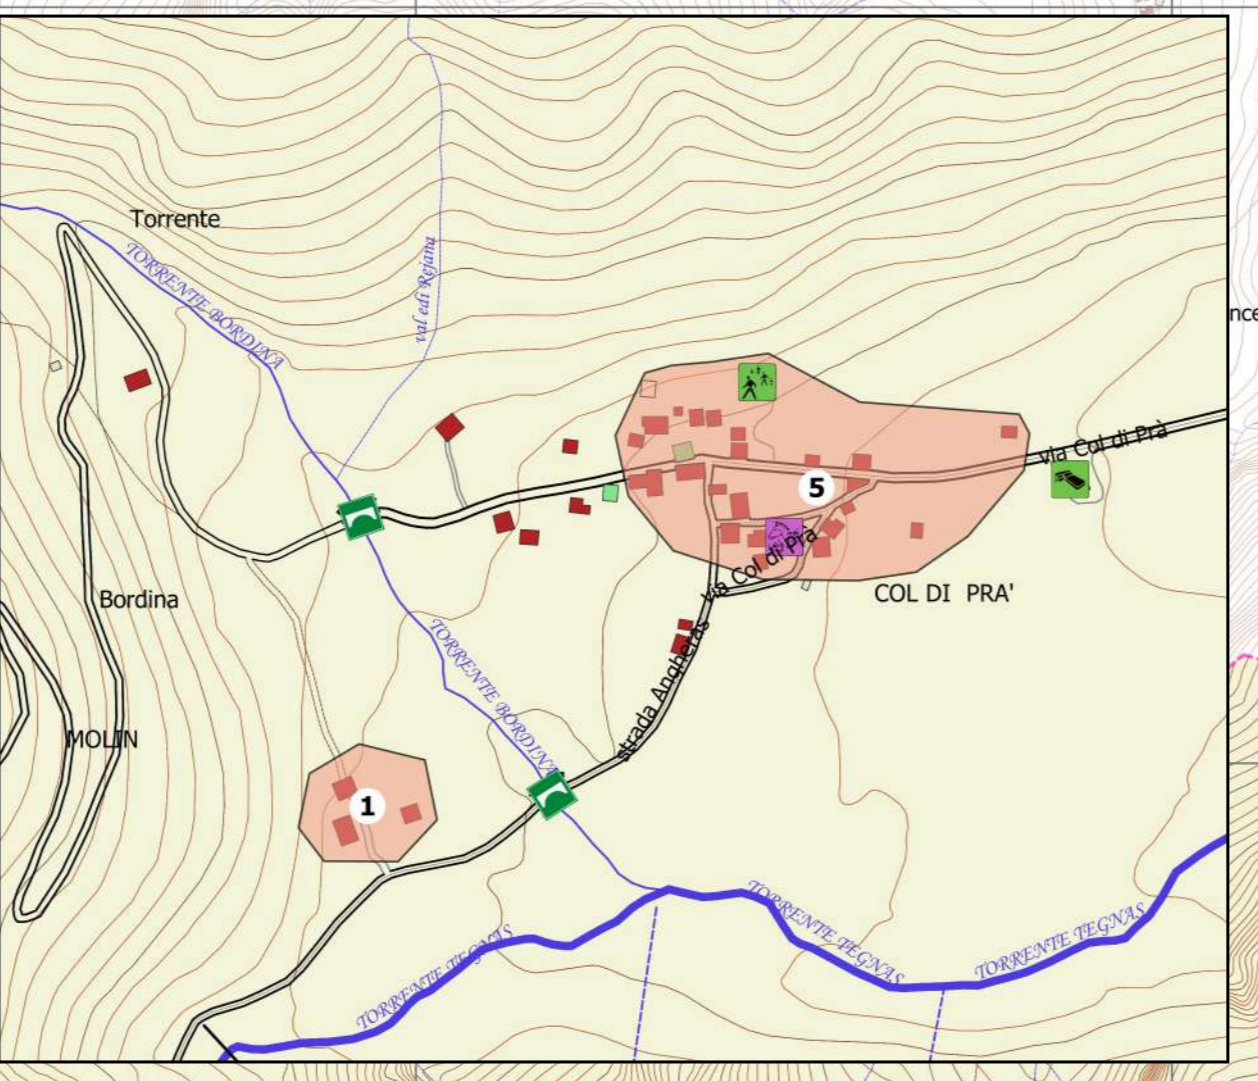 Torrente
TORRENTE BORDINA
val edi Rejana
nce
via Col di Prà
5
via Col di Prà
COL DI PRA'
Bordina
TORRENTE BORDINA
strada Angheraz
MOLIN
1
TORRENTE TEGNAS
TORRENTE TEGNAS
TORRENTE TEGNAS